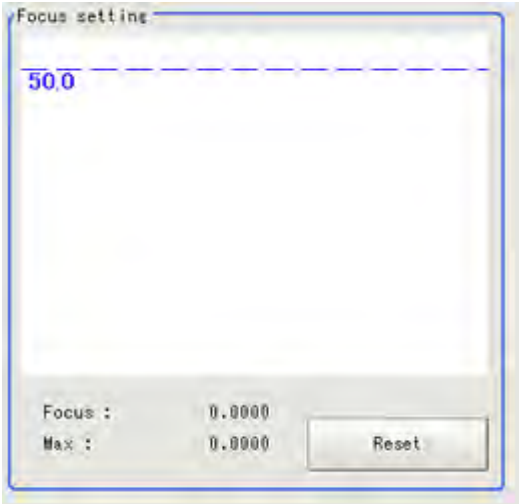 Focus setting
50.0
Focus : 0.0000
Max : 0.0000
Reset